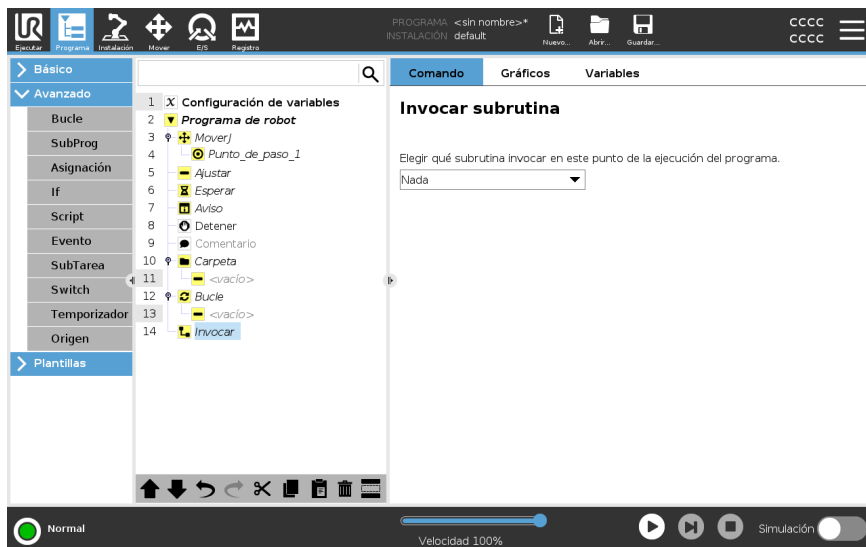 UR
Ejecutar
Programa
Instalación
Mover
E/S
Registro
PROGRAMA <sin nombre>*
INSTALACIÓN default
Nuevo...
Abrir...
Guardar...
CCCC
CCCC
Básico
Avanzado
Bucle
SubProg
Asignación
If
Script
Evento
SubTarea
Switch
Temporizador
Origen
Plantillas
1 X Configuración de variables
2 Programa de robot
3 MoverJ
4 Punto_de_paso_1
5 Ajustar
6 Esperar
7 Aviso
8 Detener
9 Comentario
10 Carpeta
11 <vacío>
12 Bucle
13 <vacío>
14 Invocar
Comando
Gráficos
Variables
Invocar subrutina
Elegir qué subrutina invocar en este punto de la ejecución del programa.
Nada
Normal
Velocidad 100%
Simulación